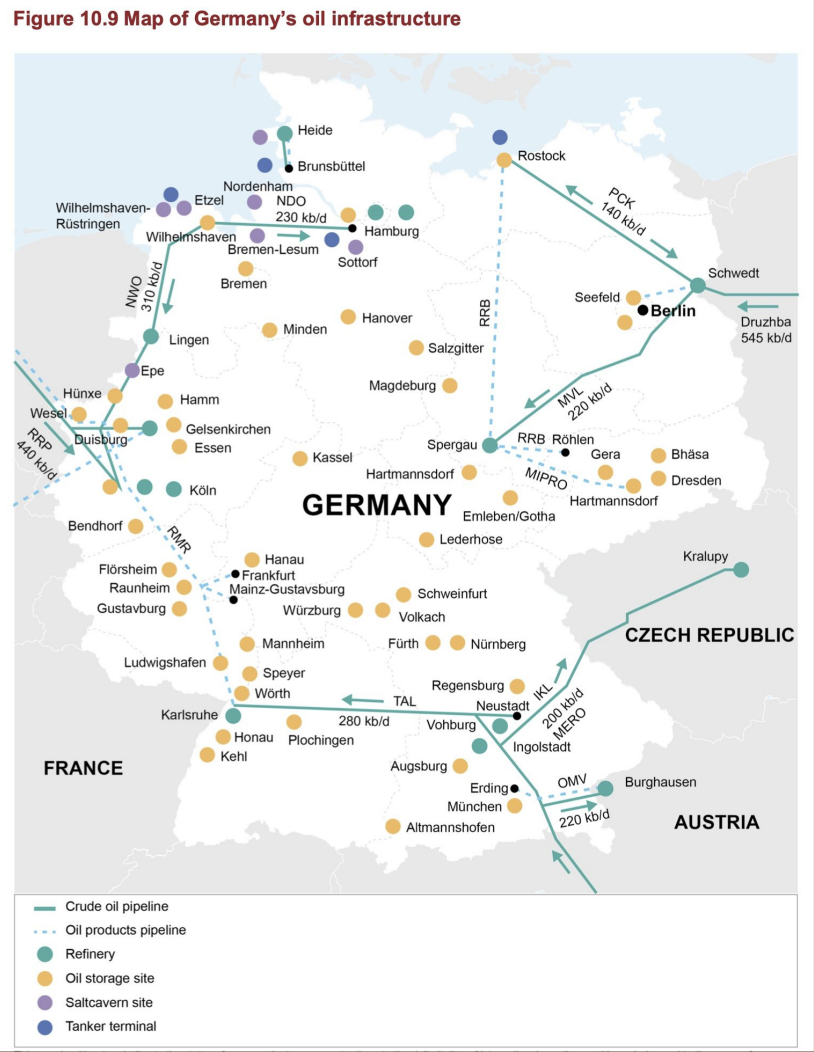 Figure 10.9 Map of Germany's oil infrastructure
Heide
Brunsbüttel
Rostock
Nordenham
Etzel
Wilhelmshaven-
Rüstringen
NDO
230 kb/d
Hamburg
Wilhelmshaven
Bremen-Lesum
Sottorf
Bremen
PCK
140 kb/d
Schwedt
Seefeld
Berlin
Druzhba
545 kb/d
NWO
310 kb/d
Lingen
Minden
Hanover
RRB
Salzgitter
Epe
Magdeburg
MVL
220 kb/d
Hünxe
Hamm
Wesel
Gelsenkirchen
Duisburg
Essen
RRP
440 kb/d
Kassel
Spergau
RRB
Röhlen
Gera
Bhäsa
Hartmannsdorf
MIPRO
Dresden
Hartmannsdorf
Köln
GERMANY
Emleben/Gotha
Bendhorf
RMR
Lederhose
Kralupy
Hanau
Flörsheim
Frankfurt
Raunheim
Mainz-Gustavsburg
Gustavburg
Schweinfurt
Würzburg
Volkach
CZECH REPUBLIC
Mannheim
Fürth
Nürnberg
Ludwigshafen
Speyer
Wörth
Regensburg
IKL
200 kb/d
MERO
Neustadt
TAL
280 kb/d
Karlsruhe
Vohburg
Plochingen
Honau
Ingolstadt
Kehl
FRANCE
Augsburg
Erding
OMV
Burghausen
München
220 kb/d
Altmannshofen
AUSTRIA
Crude oil pipeline
Oil products pipeline
Refinery
Oil storage site
Saltcavern site
Tanker terminal